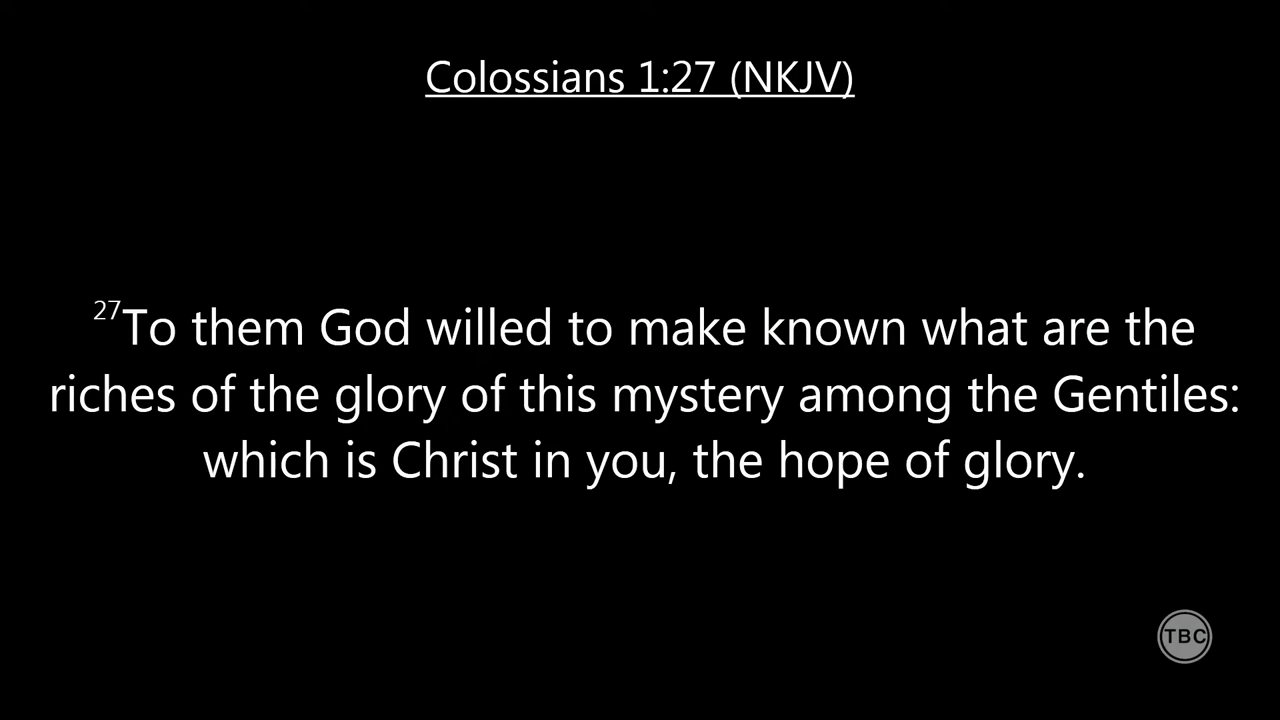 Colossians 1:27 (NKJV)
27To them God willed to make known what are the
riches of the glory of this mystery among the Gentiles:
which is Christ in you, the hope of glory.
TBC